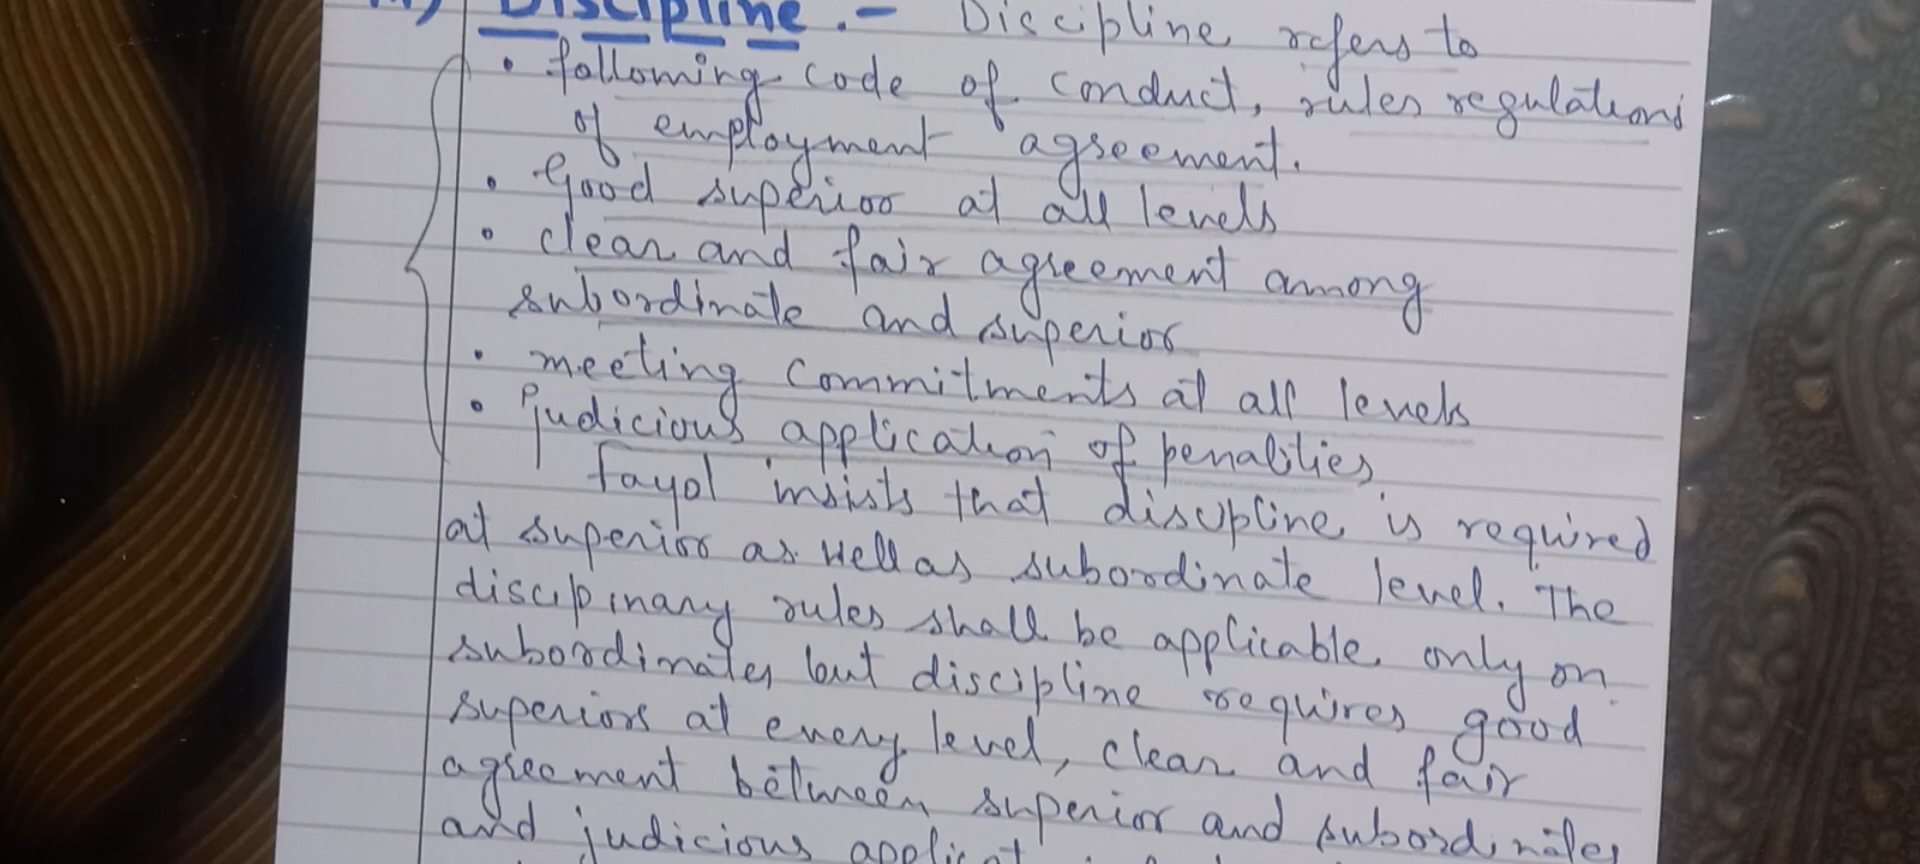 Discipline :- Discipline refers to
• following code of conduct, rules regulations
of employment agreement.
• Good superior at all levels
• clear and fair agreement among
subordinate and superior
• meeting commitments at all levels
• judicious application of penalities
Fayol insists that discipline is required
at superior as well as subordinate level. The
discipinary rules shall be applicable only on
subordinates but discipline requires good
superiors at every level, clear and fair
agreement between superior and subordinates
and judicious